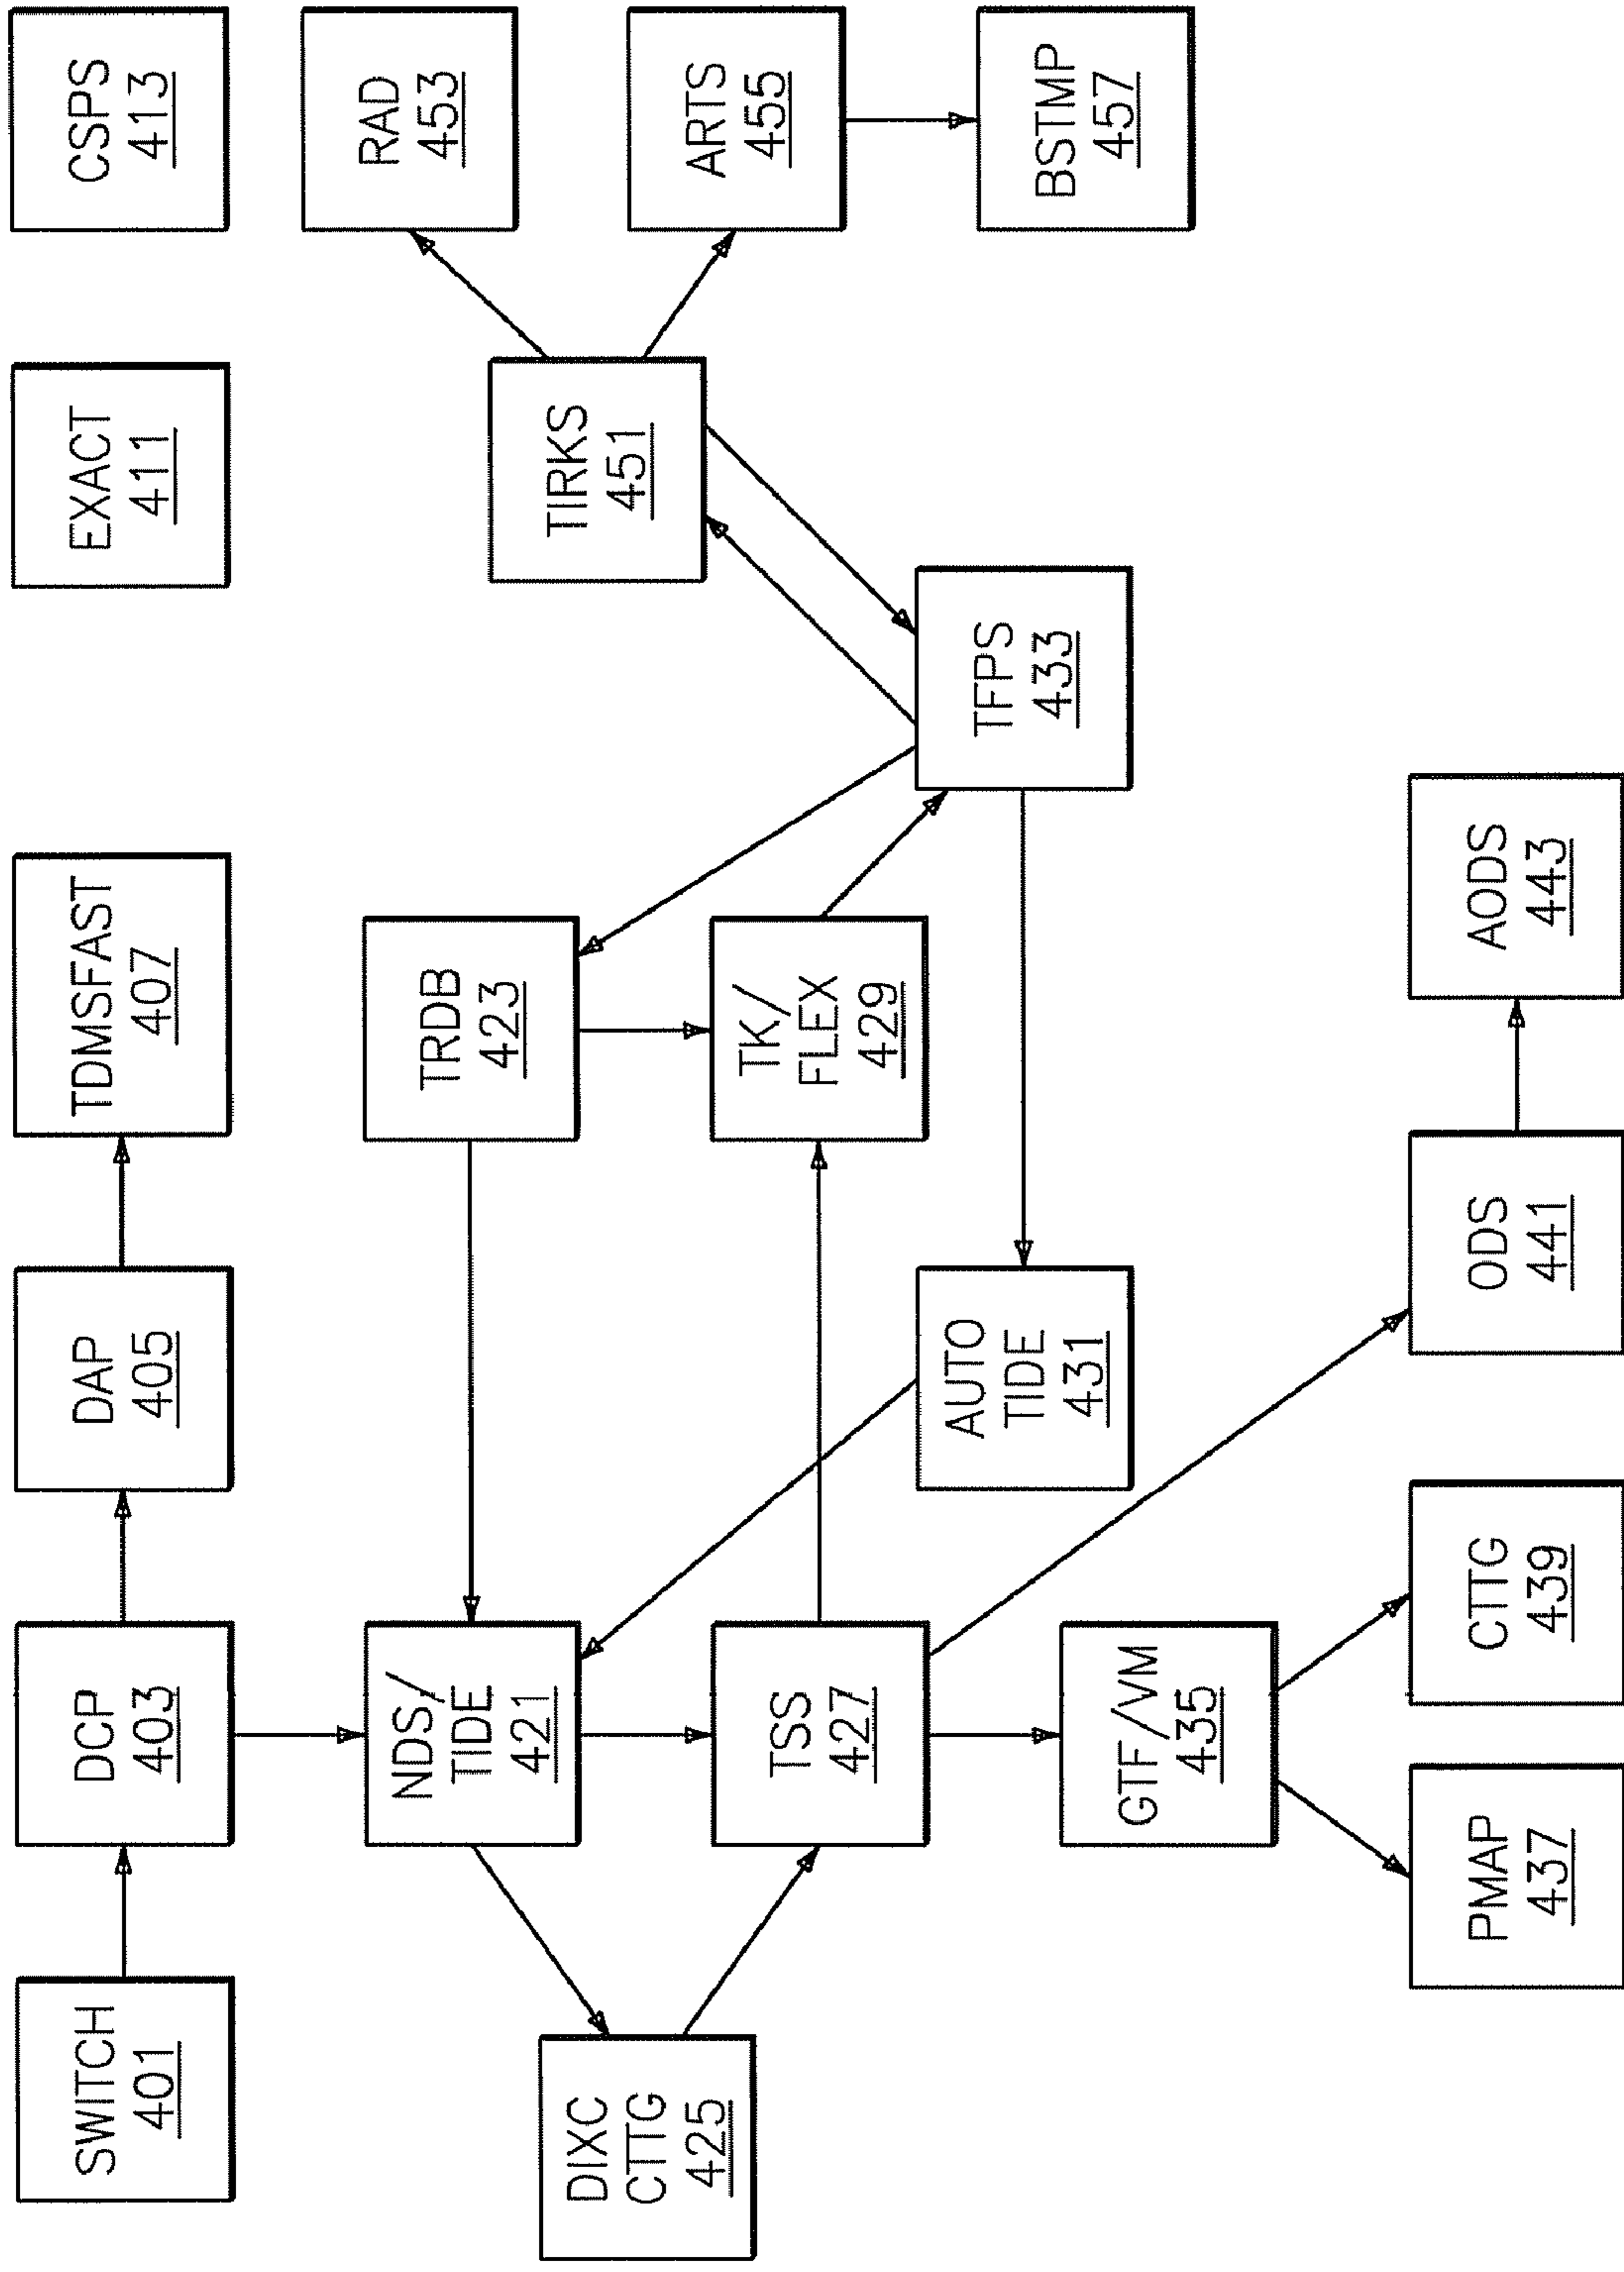 SWITCH
401
DCP
403
DAP
405
TDMSFAST
407
EXACT
411
CSPS
413
NDS/
TIDE
421
TRDB
423
RAD
453
DIXC
CTTG
425
TIRKS
451
TSS
427
TK/
FLEX
429
ARTS
455
AUTO
TIDE
431
TFPS
433
BSTMP
457
GTF/VM
435
PMAP
437
CTTG
439
ODS
441
AODS
443